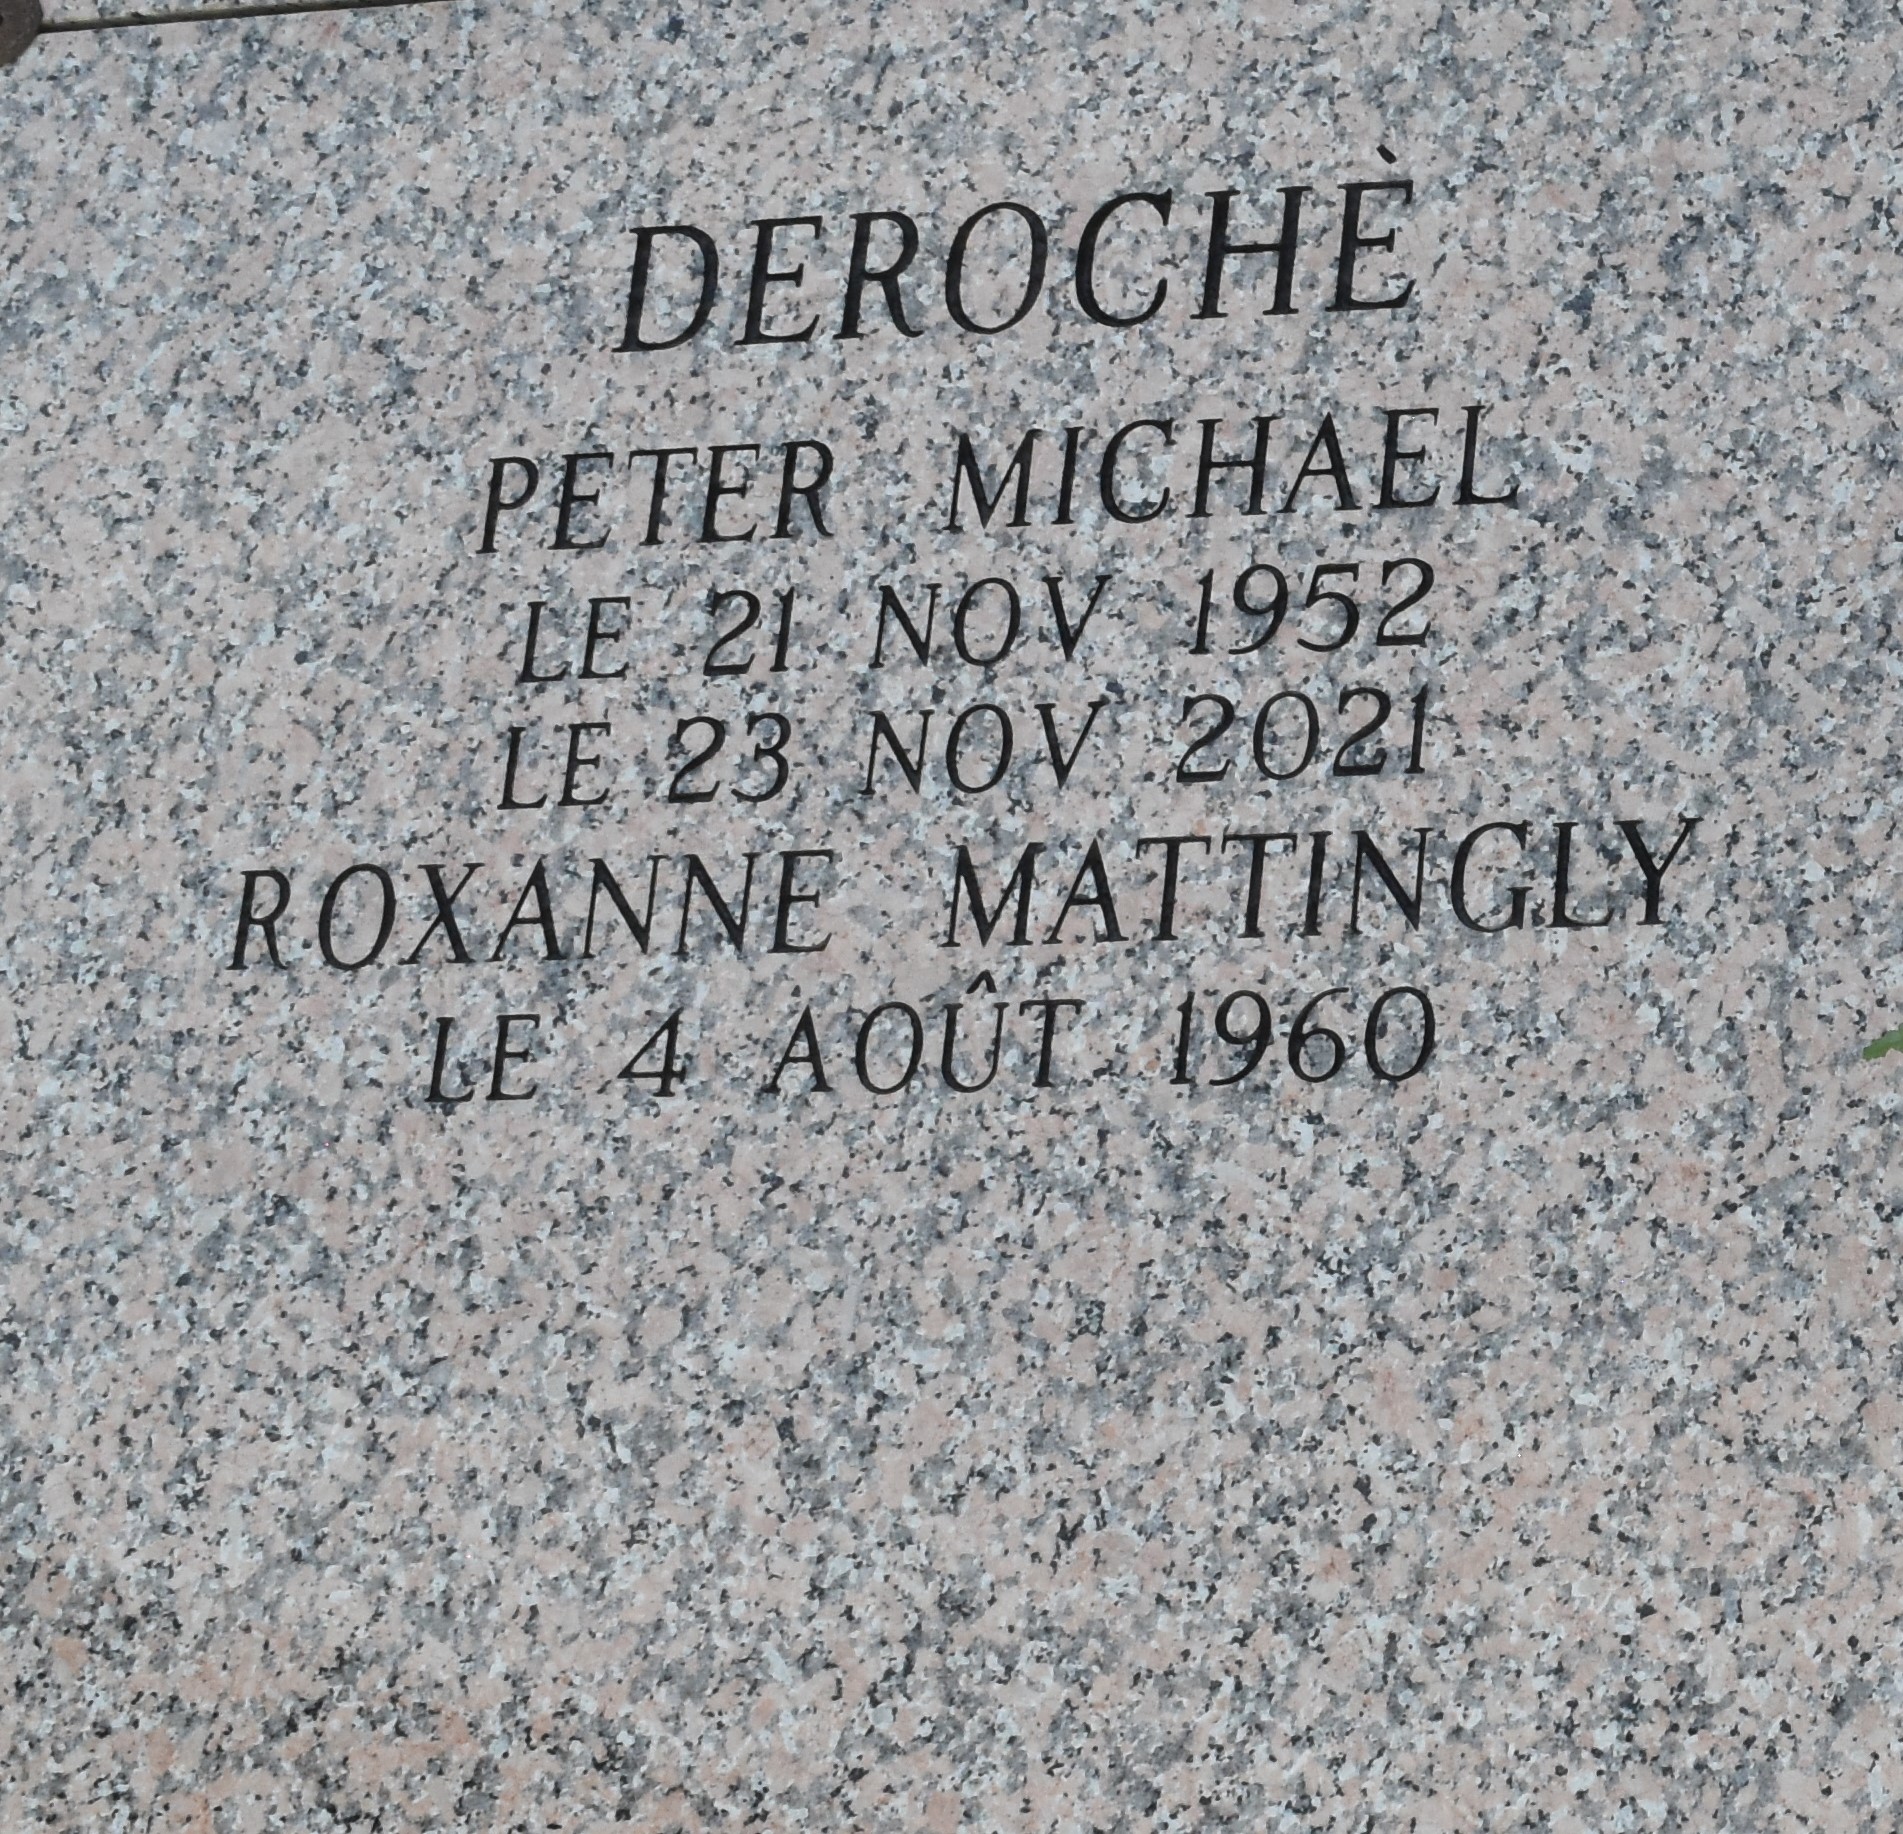 DEROCHÈ
PETER MICHAEL
LE 21 NOV 1952
LE 23 NOV 2021
ROXANNE MATTINGLY
LE 4 AOÛT 1960